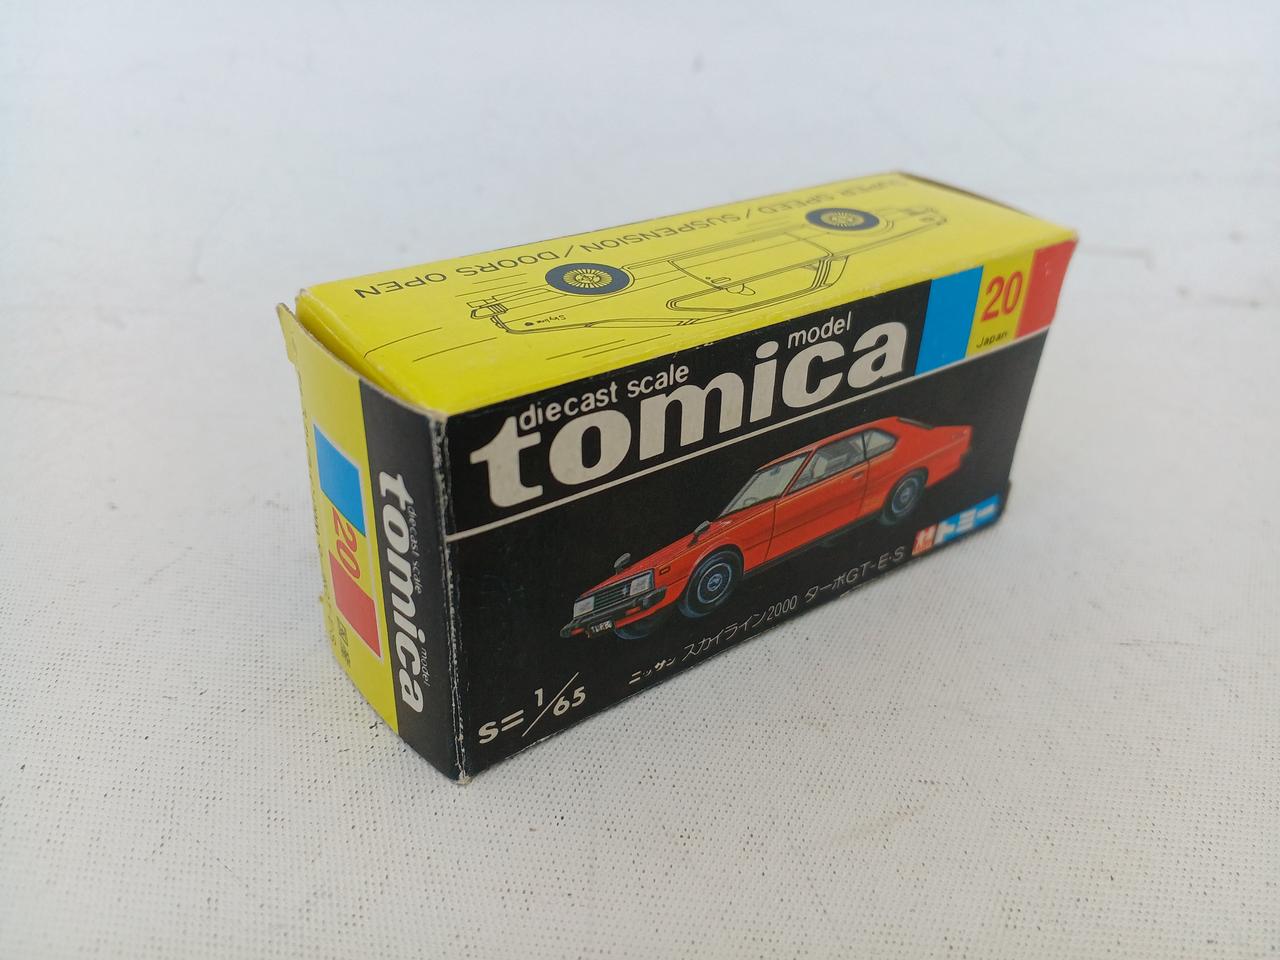 SUPER SPEED/SUSPENSION/DOORS OPEN
Skyline
20
Japan
diecast scale model
tomica
ニッサン スカイライン2000 ターボGT-E・S
トミー
S=1/65
TURBO
diecast scale model
tomica
20